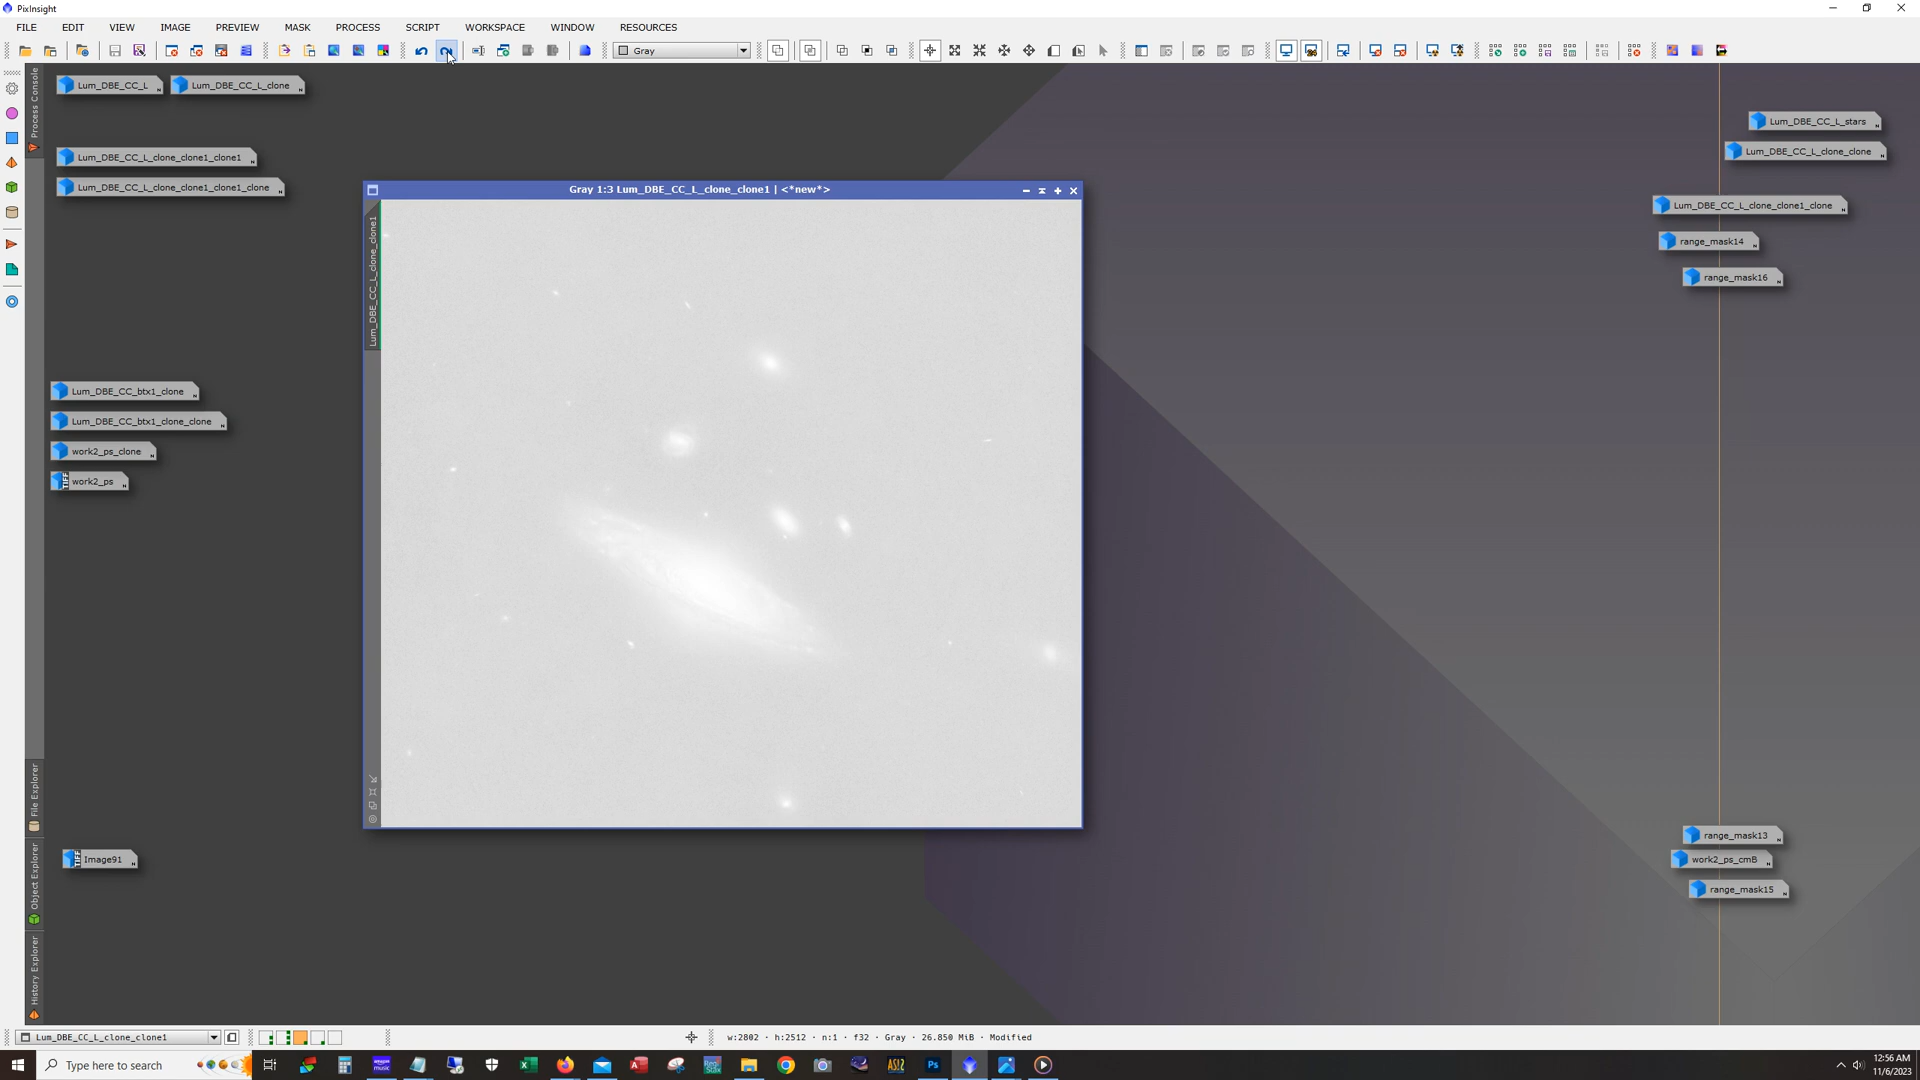 PixInsight
FILE EDIT VIEW IMAGE MASK PREVIEW PROCESS SCRIPT WORKSPACE WINDOW RESOURCES
Gray
Process Console
File Explorer
Object Explorer
History Explorer
Lum_DBE_CC_L
Lum_DBE_CC_L_clone
Lum_DBE_CC_L_clone_clone1_clone1
Lum_DBE_CC_L_clone_clone1_clone1_clone
Lum_DBE_CC_btx1_clone
Lum_DBE_CC_btx1_clone_clone
work2_ps_clone
TIFF work2_ps
TIFF Image91
Gray 1:3 Lum_DBE_CC_L_clone_clone1 | <*new*>
Lum_DBE_CC_L_clone_clone1
Lum_DBE_CC_L_stars
Lum_DBE_CC_L_clone_clone
Lum_DBE_CC_L_clone_clone1_clone
range_mask14
range_mask16
range_mask13
work2_ps_cmB
range_mask15
Lum_DBE_CC_L_clone_clone1
w:2802 · h:2512 · n:1 · f32 · Gray · 26.850 MiB · Modified
Type here to search
12:56 AM
11/6/2023